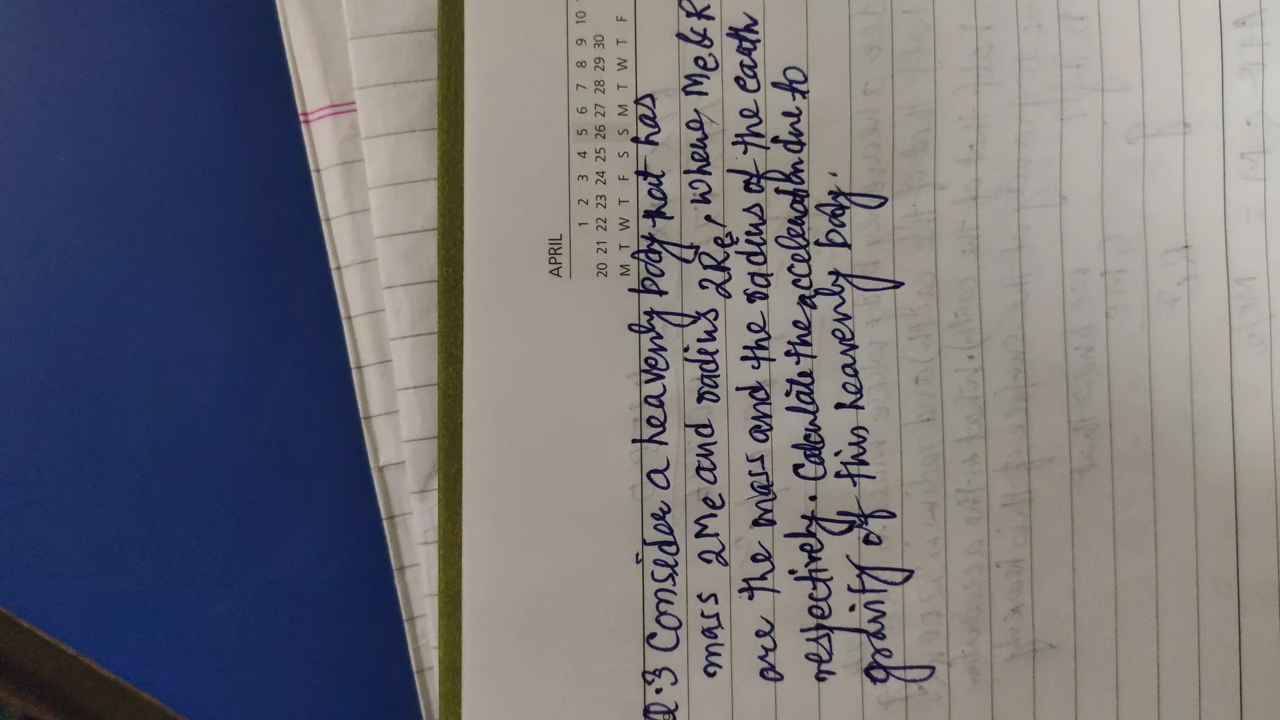 APRIL
1 2 3 4 5 6 7 8 9 10
20 21 22 23 24 25 26 27 28 29 30
M T W T F S S M T W T F
Q.3 Consider a heavenly body that has
mass 2Me and radius 2Re, where Me & R
are the mass and the radius of the earth
respectively. Calculate the acceleration due to
gravity of this heavenly body.